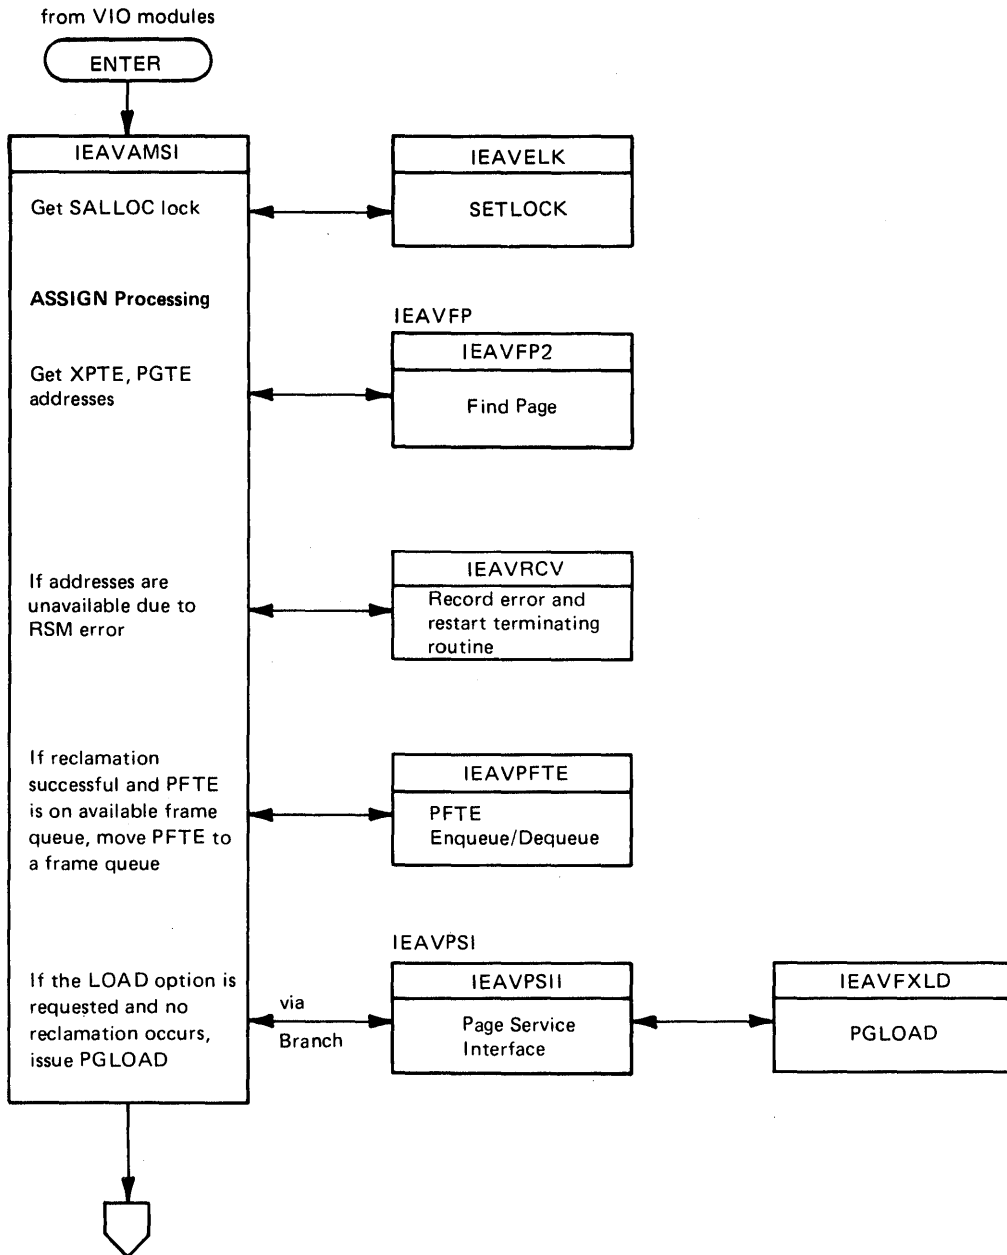 from VIO modules
ENTER
IEAVAMSI
Get SALLOC lock
IEAVELK
SETLOCK
ASSIGN Processing
Get XPTE, PGTE
addresses
IEAVFP
IEAVFP2
Find Page
If addresses are
unavailable due to
RSM error
IEAVRCV
Record error and
restart terminating
routine
If reclamation
successful and PFTE
is on available frame
queue, move PFTE to
a frame queue
IEAVPFTE
PFTE
Enqueue/Dequeue
If the LOAD option is
requested and no
reclamation occurs,
issue PGLOAD
via
Branch
IEAVPSI
IEAVPSII
Page Service
Interface
IEAVFXLD
PGLOAD